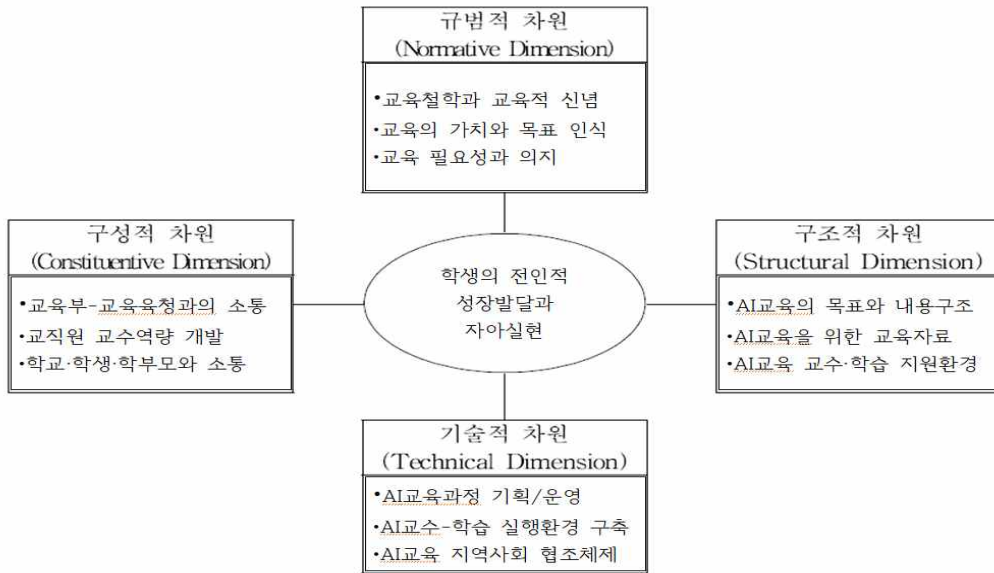 규범적 차원
(Normative Dimension)
•교육철학과 교육적 신념
•교육의 가치와 목표 인식
•교육 필요성과 의지
구성적 차원
(Constituentive Dimension)
•교육부-교육육청과의 소통
•교직원 교수역량 개발
•학교·학생·학부모와 소통
학생의 전인적
성장발달과
자아실현
구조적 차원
(Structural Dimension)
•AI교육의 목표와 내용구조
•AI교육을 위한 교육자료
•AI교육 교수·학습 지원환경
기술적 차원
(Technical Dimension)
•AI교육과정 기획/운영
•AI교수-학습 실행환경 구축
•AI교육 지역사회 협조체제